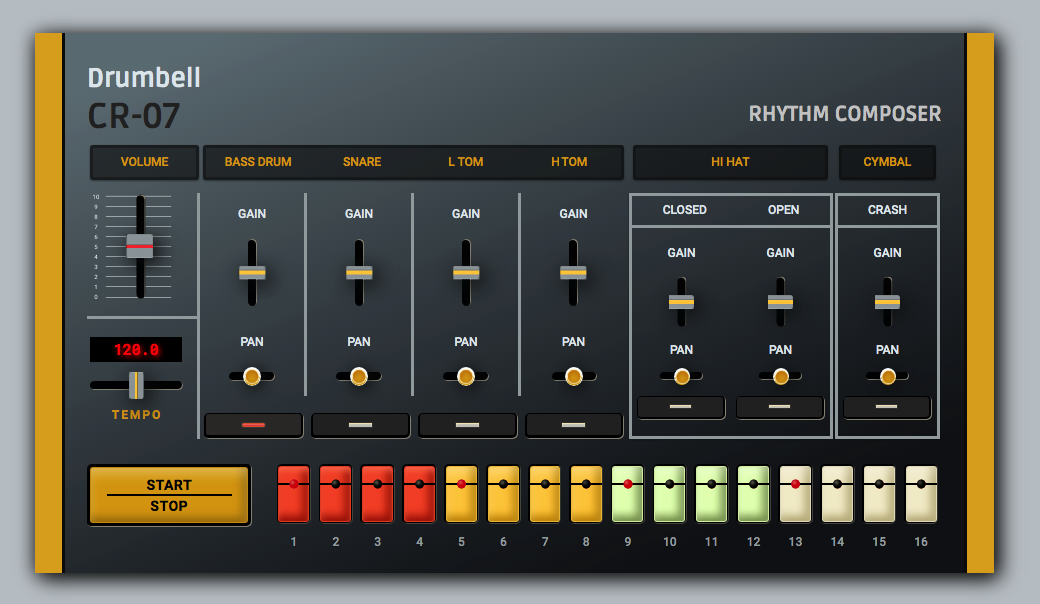 Drumbell
CR-07
RHYTHM COMPOSER
VOLUME BASS DRUM SNARE L TOM H TOM HI HAT CYMBAL
CLOSED OPEN CRASH
GAIN GAIN GAIN GAIN
GAIN GAIN GAIN
10
9
8
7
6
5
4
3
2
1
0
PAN PAN PAN PAN
PAN PAN PAN
120.0
TEMPO
START
STOP
1 2 3 4 5 6 7 8 9 10 11 12 13 14 15 16